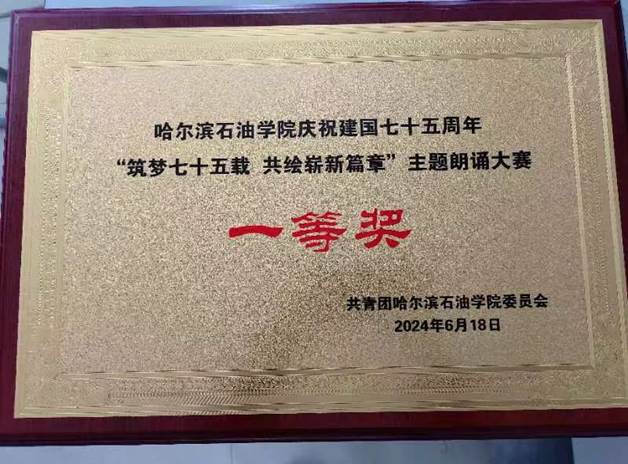 哈尔滨石油学院庆祝建国七十五周年
“筑梦七十五载 共绘崭新篇章”主题朗诵大赛
一等奖
共青团哈尔滨石油学院委员会
2024年6月18日